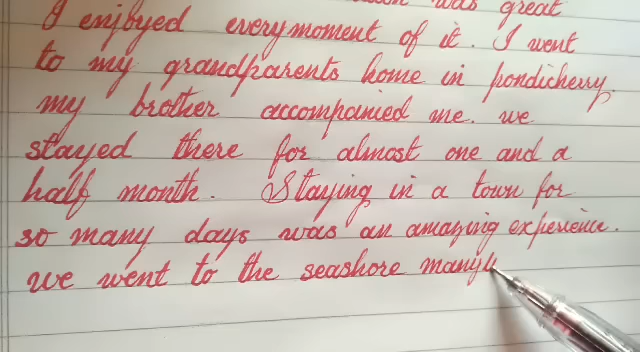 was great
I enjoyed everymoment of it. I went
to my grandparents home in pondicherry.
my brother accompanied me. we
stayed there for almost one and a
half month. Staying in a town for
so many days was an amazing experience.
we went to the seashore many